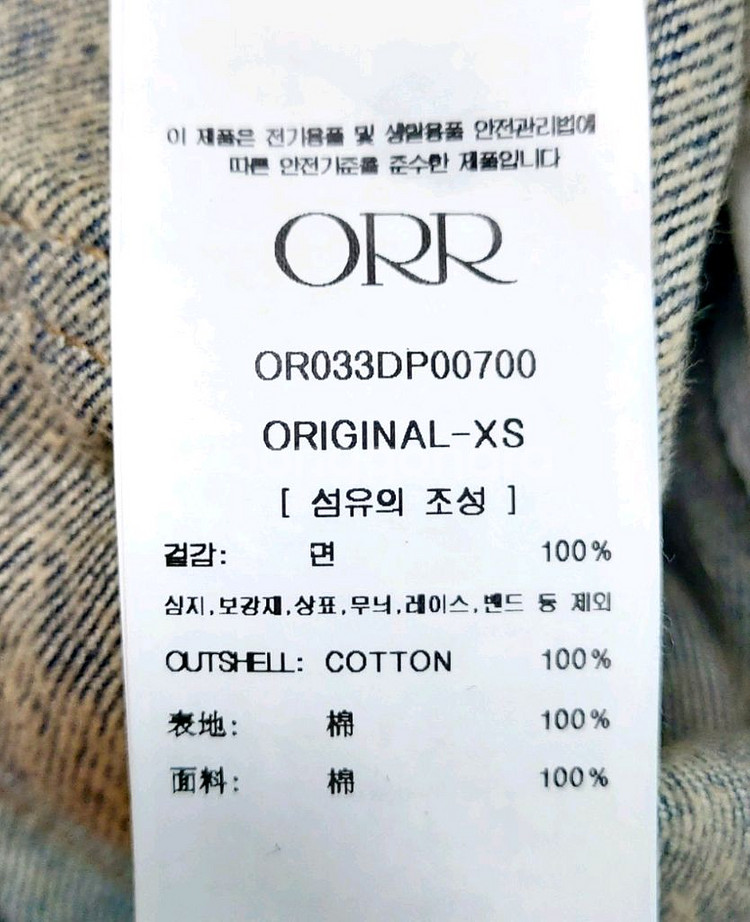 이 제품은 전기용품 및 생활용품 안전관리법에
따른 안전기준을 준수한 제품입니다
ORR
OR033DP00700
ORIGINAL-XS
[ 섬유의 조성 ]
겉감: 면 100%
심지,보강재,상표,무늬,레이스,밴드 등 제외
OUTSHELL: COTTON 100%
表地: 棉 100%
面料: 棉 100%